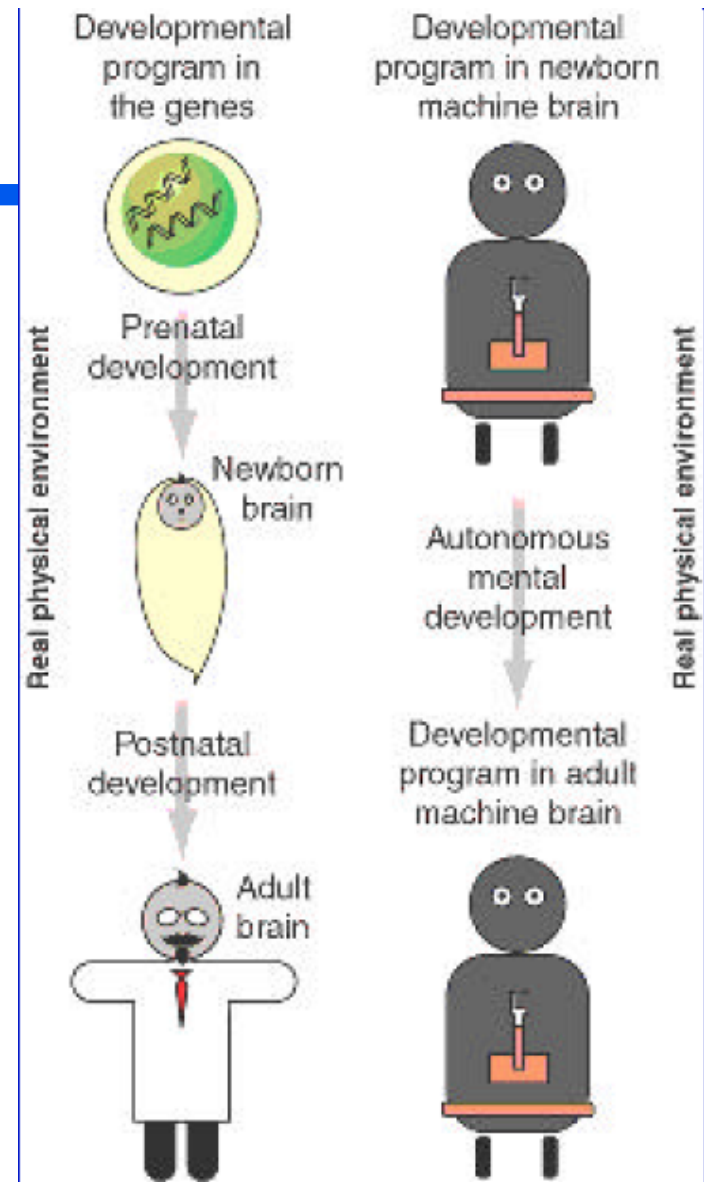 Developmental
program in
the genes
Prenatal
development
Newborn
brain
Postnatal
development
Adult
brain
Real physical environment
Developmental
program in newborn
machine brain
Autonomous
mental
development
Developmental
program in adult
machine brain
Real physical environment